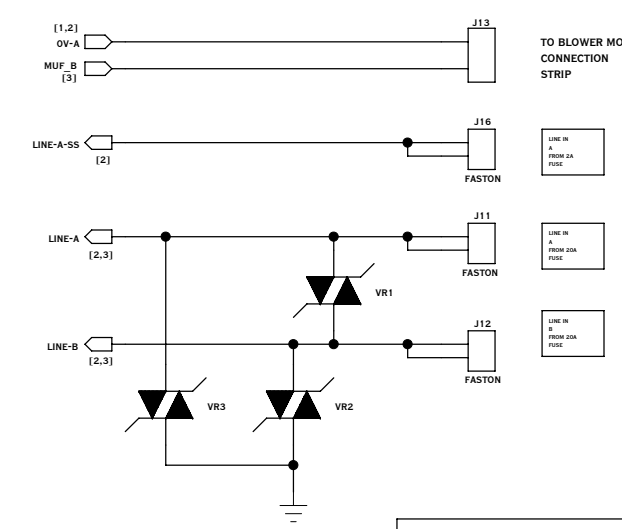 [1,2]
0V-A
MUF_B
[3]
J13
TO BLOWER MO
CONNECTION
STRIP
LINE-A-SS
[2]
J16
FASTON
LINE IN
A
FROM 2A
FUSE
LINE-A
[2,3]
J11
FASTON
LINE IN
A
FROM 20A
FUSE
VR1
LINE-B
[2,3]
J12
FASTON
LINE IN
B
FROM 20A
FUSE
VR3
VR2